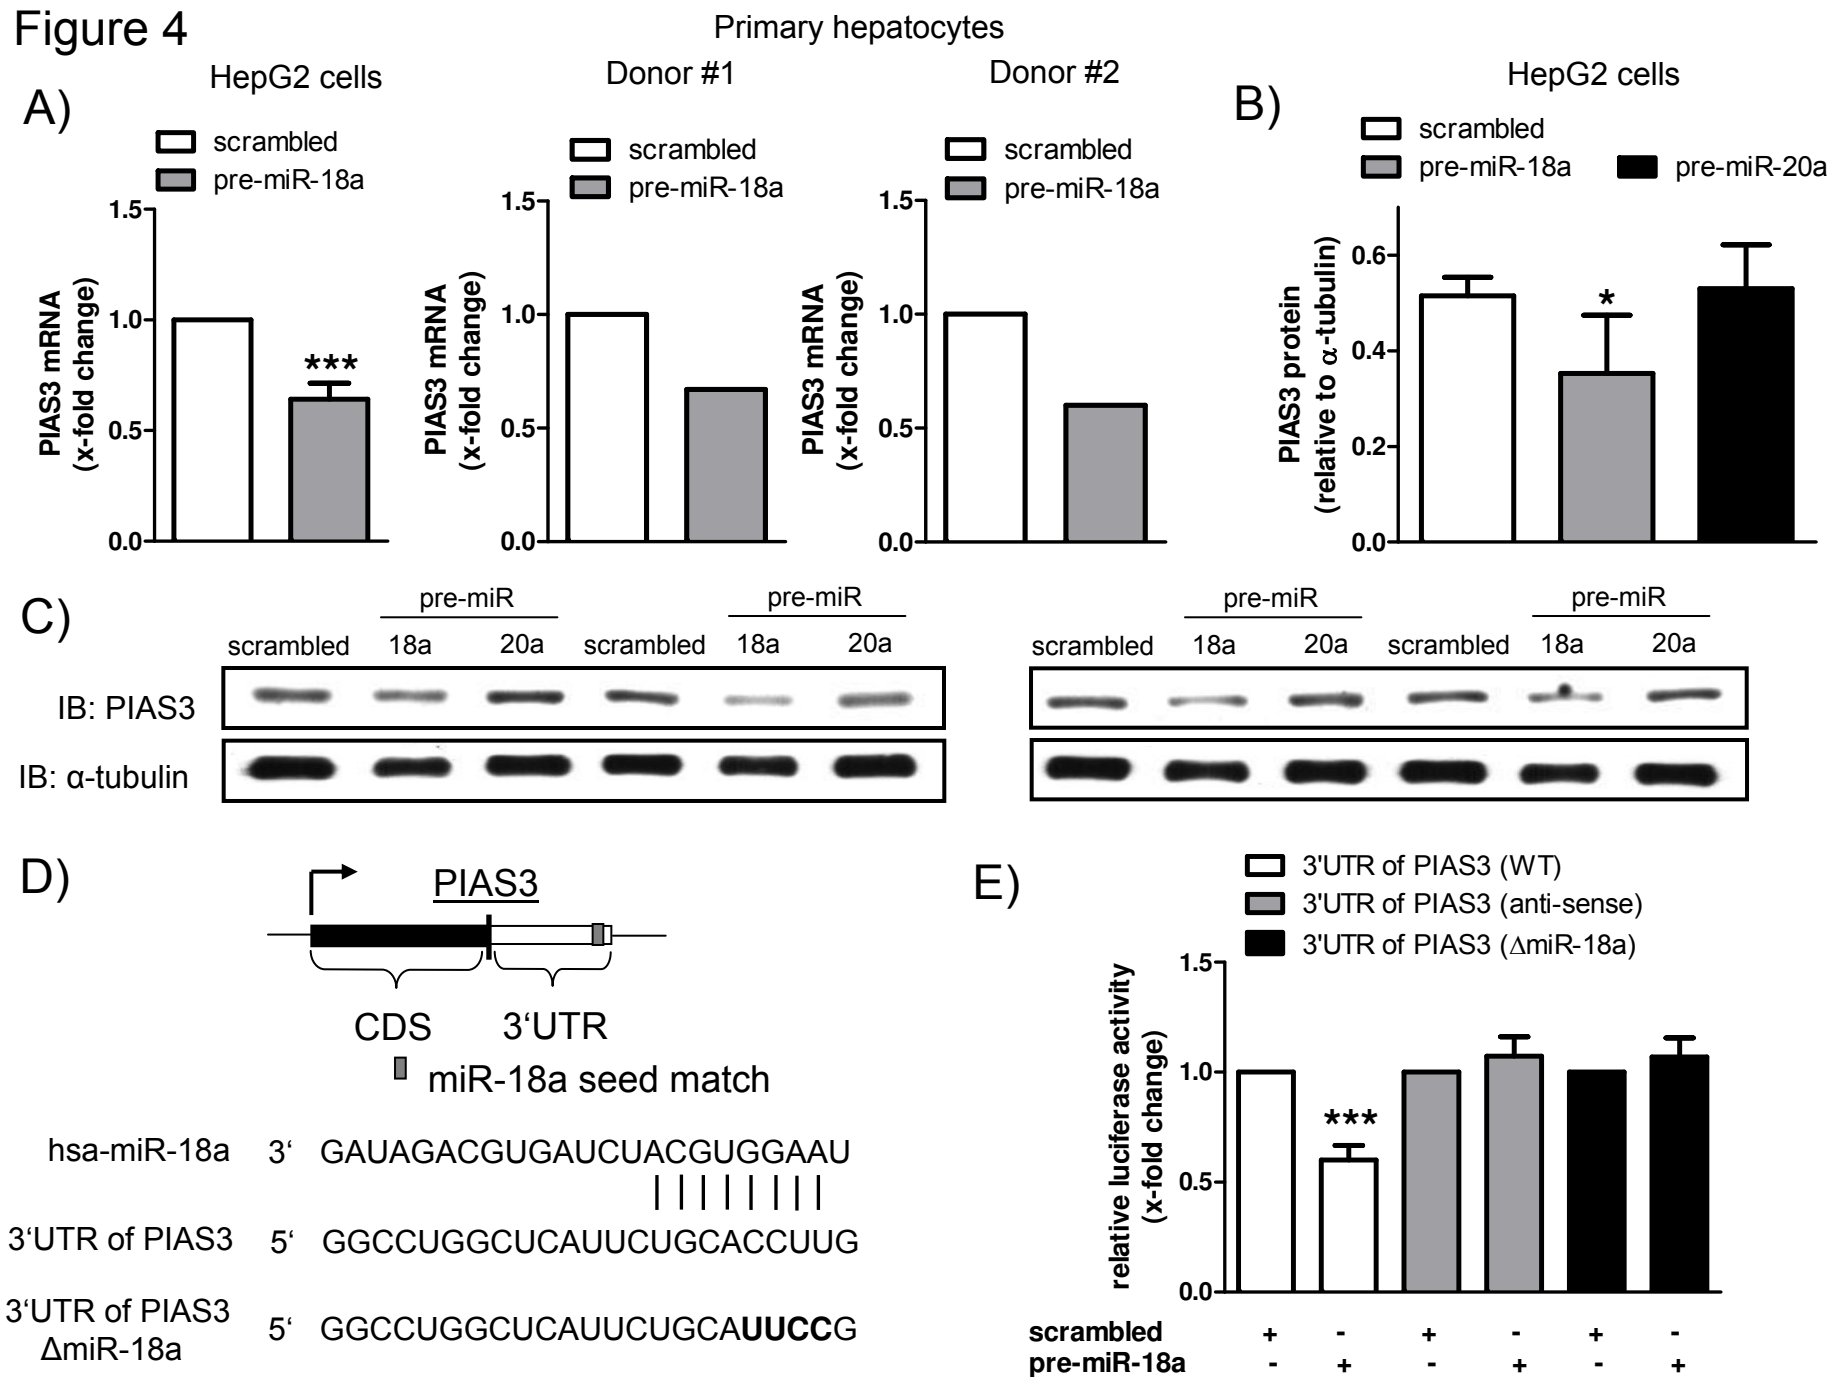 Figure 4
Primary hepatocytes
HepG2 cells
Donor #1
Donor #2
HepG2 cells
A)
scrambled
pre-miR-18a
1.5
1.0
0.5
0.0
PIAS3 mRNA
(x-fold change)
***
scrambled
pre-miR-18a
1.5
1.0
0.5
0.0
PIAS3 mRNA
(x-fold change)
scrambled
pre-miR-18a
1.5
1.0
0.5
0.0
PIAS3 mRNA
(x-fold change)
B)
scrambled
pre-miR-18a
pre-miR-20a
0.6
0.4
0.2
0.0
PIAS3 protein
(relative to α-tubulin)
*
C)
pre-miR
pre-miR
pre-miR
pre-miR
scrambled 18a 20a scrambled 18a 20a
scrambled 18a 20a scrambled 18a 20a
IB: PIAS3
IB: α-tubulin
D)
PIAS3
CDS
3‘UTR
miR-18a seed match
hsa-miR-18a 3‘ GAUAGACGUGAUCUACGUGGAAU
3‘UTR of PIAS3 5‘ GGCCUGGCUCAUUCUGCACCUUG
3‘UTR of PIAS3
ΔmiR-18a
5‘ GGCCUGGCUCAUUCUGCAUUCCG
E)
3'UTR of PIAS3 (WT)
3'UTR of PIAS3 (anti-sense)
3'UTR of PIAS3 (ΔmiR-18a)
1.5
1.0
0.5
0.0
relative luciferase activity
(x-fold change)
***
scrambled + - + - + -
pre-miR-18a - + - + - +